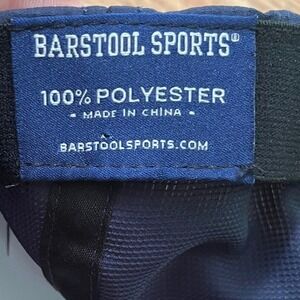 BARSTOOL SPORTS®
100% POLYESTER
- MADE IN CHINA -
BARSTOOLSPORTS.COM